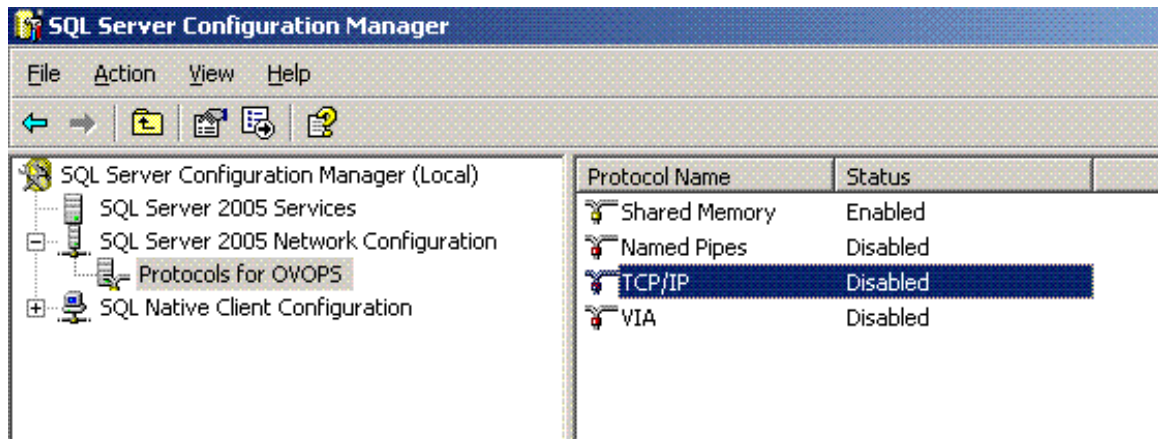 SQL Server Configuration Manager
File Action View Help
SQL Server Configuration Manager (Local)
SQL Server 2005 Services
SQL Server 2005 Network Configuration
Protocols for OVOPS
SQL Native Client Configuration
Protocol Name Status
Shared Memory Enabled
Named Pipes Disabled
TCP/IP Disabled
VIA Disabled